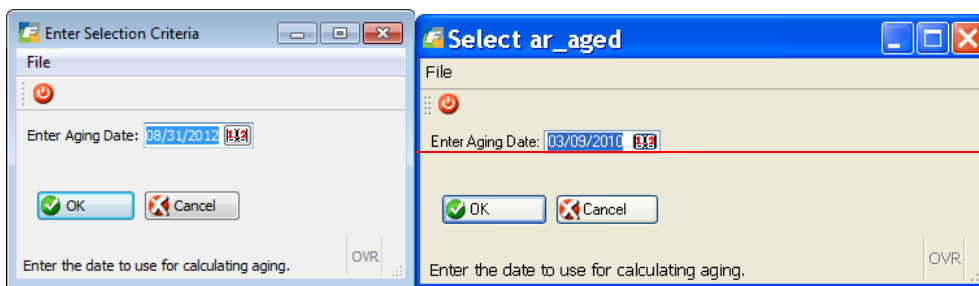 Enter Selection Criteria
File
Enter Aging Date: 08/31/2012
OK Cancel
Enter the date to use for calculating aging. OVR
Select ar_aged
File
Enter Aging Date: 03/09/2010
OK Cancel
Enter the date to use for calculating aging. OVR